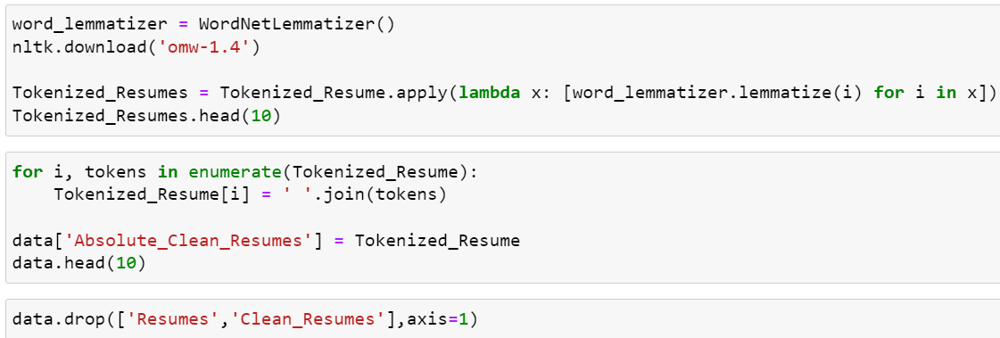 word_lemmatizer = WordNetLemmatizer()
nltk.download('omw-1.4')
Tokenized_Resumes = Tokenized_Resume.apply(lambda x: [word_lemmatizer.lemmatize(i) for i in x])
Tokenized_Resumes.head(10)
for i, tokens in enumerate(Tokenized_Resume):
    Tokenized_Resume[i] = ' '.join(tokens)
data['Absolute_Clean_Resumes'] = Tokenized_Resume
data.head(10)
data.drop(['Resumes','Clean_Resumes'],axis=1)